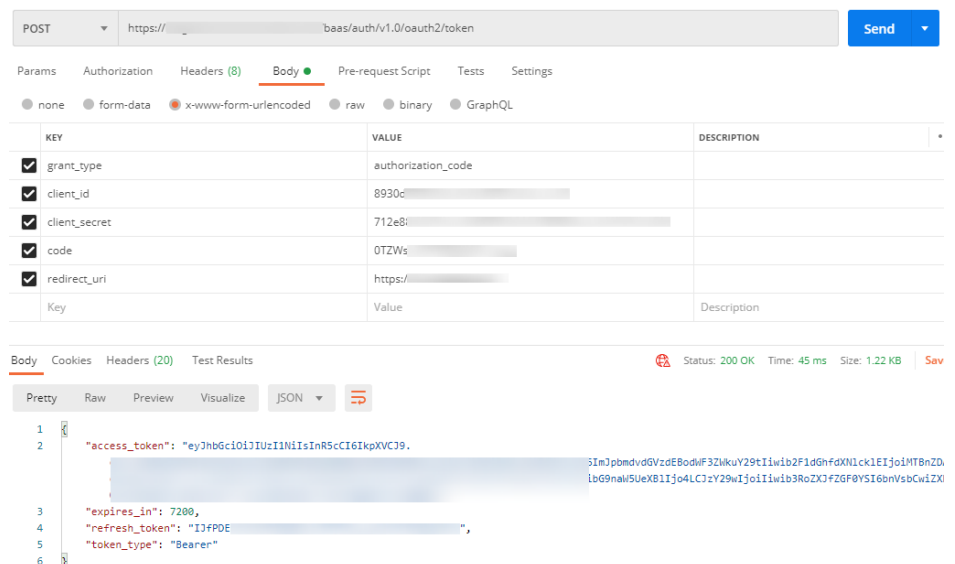 POST https:// baas/auth/v1.0/oauth2/token Send
Params Authorization Headers (8) Body Pre-request Script Tests Settings
none form-data x-www-form-urlencoded raw binary GraphQL
KEY VALUE DESCRIPTION
grant_type authorization_code
client_id 8930d
client_secret 712e8
code 0TZWs
redirect_uri https:/
Key Value Description
Body Cookies Headers (20) Test Results Status: 200 OK Time: 45 ms Size: 1.22 KB Sav
Pretty Raw Preview Visualize JSON
1 {
2 "access_token": "eyJhbGciOiJIUzI1NiIsInR5cCI6IkpXVCJ9.
3 "expires_in": 7200,
4 "refresh_token": "IJfPDE ",
5 "token_type": "Bearer"
6 }